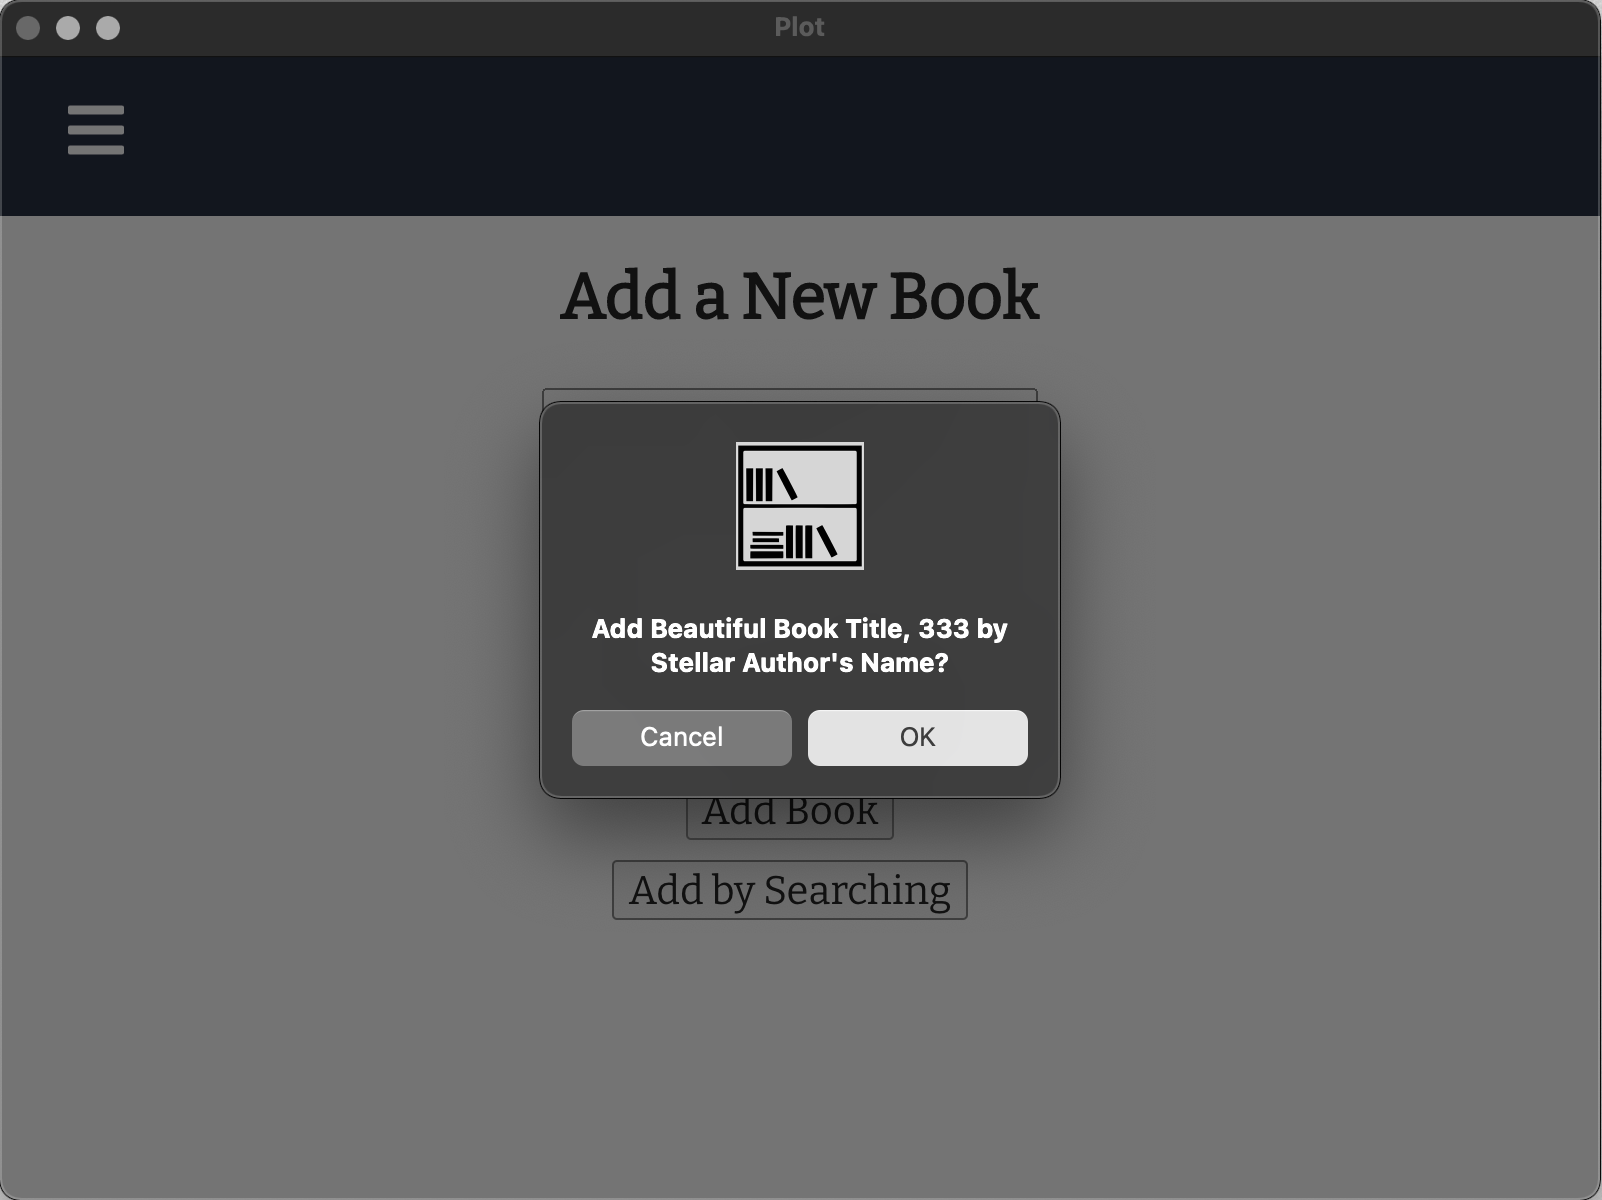 Plot
Add a New Book
Add Beautiful Book Title, 333 by
Stellar Author's Name?
Cancel
OK
Add Book
Add by Searching